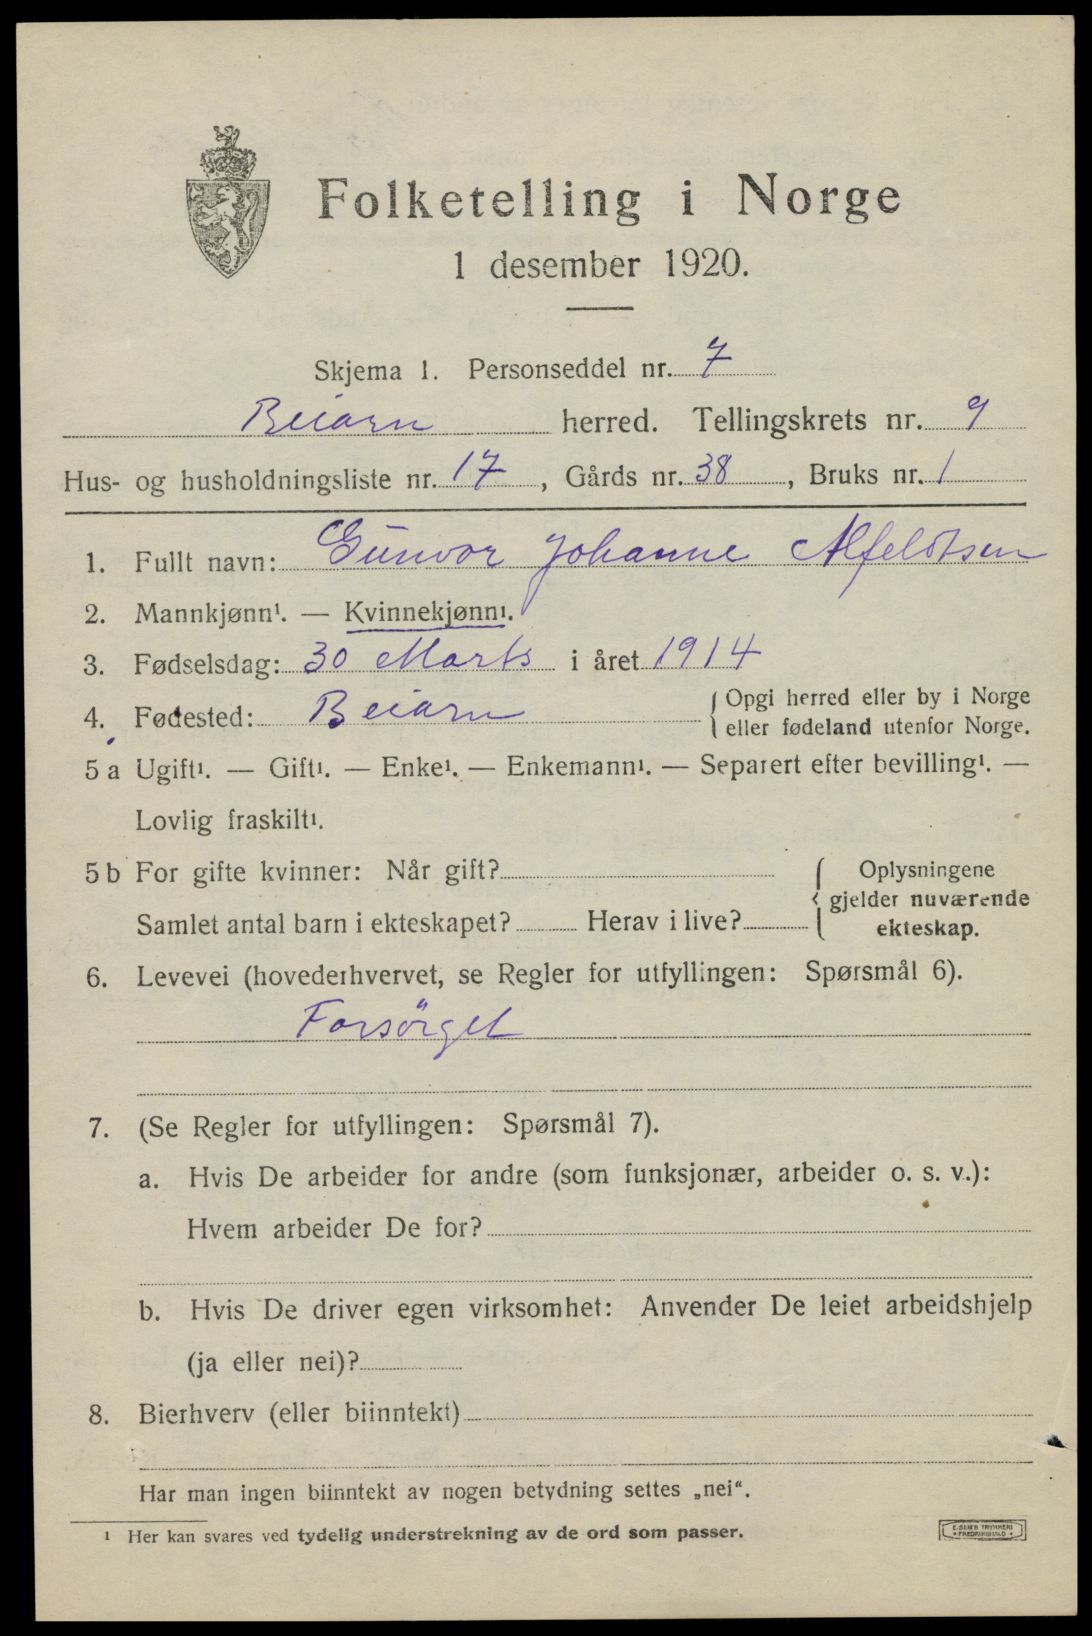 Folketelling i Norge
1 desember 1920.
Skjema 1. Personseddel nr. 7
Beiarn herred. Tellingskrets nr. 9
Hus- og husholdningsliste nr. 17, Gårds nr. 38, Bruks nr. 1
1. Fullt navn: Gunvor Johanne Alfeldtsen
2. Mannkjønn¹. — Kvinnekjønn¹.
3. Fødselsdag: 30 Marts i året 1914
4. Fødested: Beiarn { Opgi herred eller by i Norge
eller fødeland utenfor Norge.
5 a Ugift¹. — Gift¹. — Enke¹. — Enkemann¹. — Separert efter bevilling¹. —
Lovlig fraskilt¹.
5 b For gifte kvinner: Når gift? { Oplysningene
gjelder nuværende
Samlet antal barn i ekteskapet? Herav i live? ekteskap.
6. Levevei (hovederhvervet, se Regler for utfyllingen: Spørsmål 6).
Forsörget
7. (Se Regler for utfyllingen: Spørsmål 7).
a. Hvis De arbeider for andre (som funksjonær, arbeider o. s. v.):
Hvem arbeider De for?
b. Hvis De driver egen virksomhet: Anvender De leiet arbeidshjelp
(ja eller nei)?
8. Bierhverv (eller biinntekt)
Har man ingen biinntekt av nogen betydning settes „nei“.
¹ Her kan svares ved tydelig understrekning av de ord som passer.
E. SEM'S TRYKKERI
FREDRIKSHALD